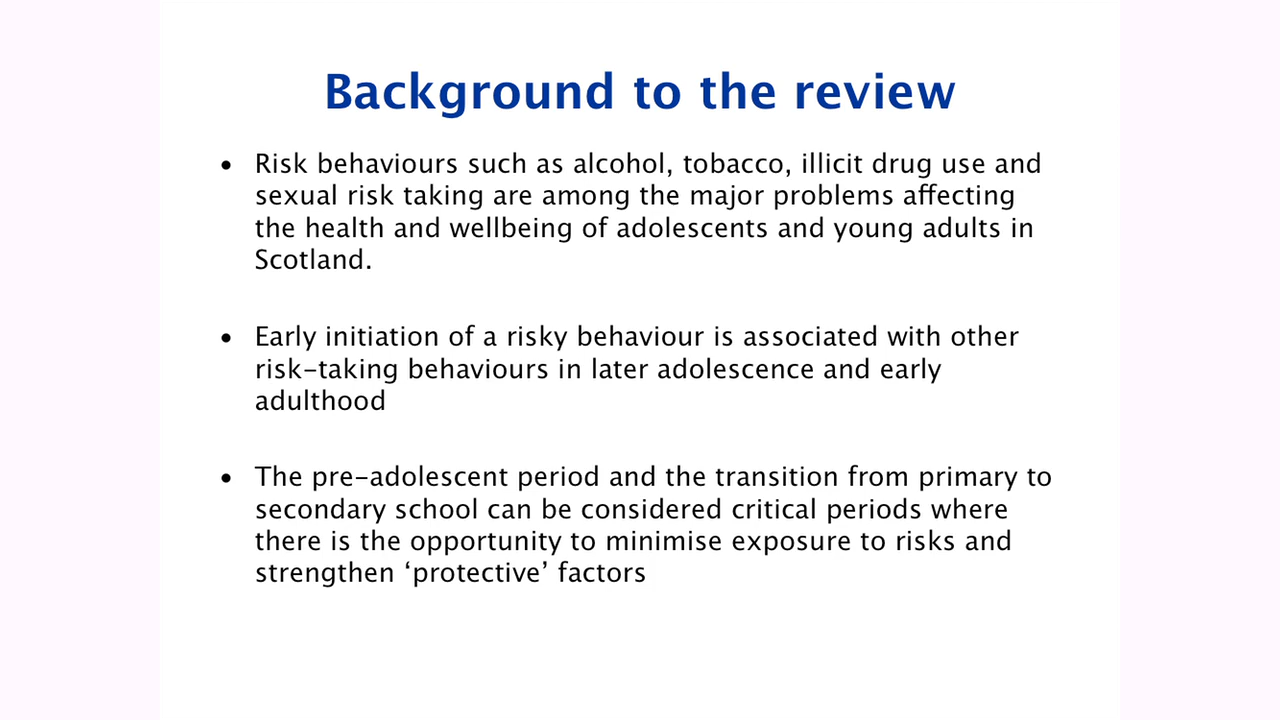 Background to the review
• Risk behaviours such as alcohol, tobacco, illicit drug use and
sexual risk taking are among the major problems affecting
the health and wellbeing of adolescents and young adults in
Scotland.
• Early initiation of a risky behaviour is associated with other
risk-taking behaviours in later adolescence and early
adulthood
• The pre-adolescent period and the transition from primary to
secondary school can be considered critical periods where
there is the opportunity to minimise exposure to risks and
strengthen ‘protective’ factors